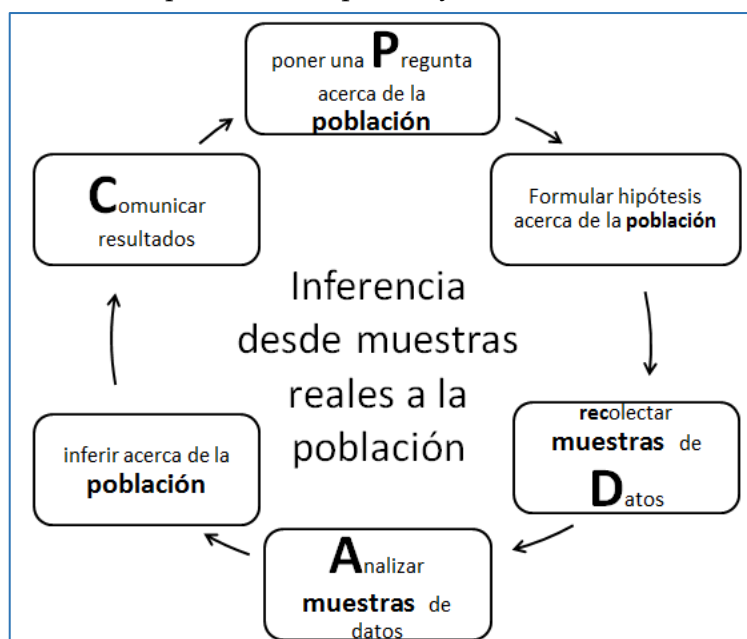 poner una Pregunta
acerca de la
población
Formular hipótesis
acerca de la población
recolectar
muestras de
Datos
Analizar
muestras de
datos
inferir acerca de la
población
Comunicar
resultados
Inferencia
desde muestras
reales a la
población